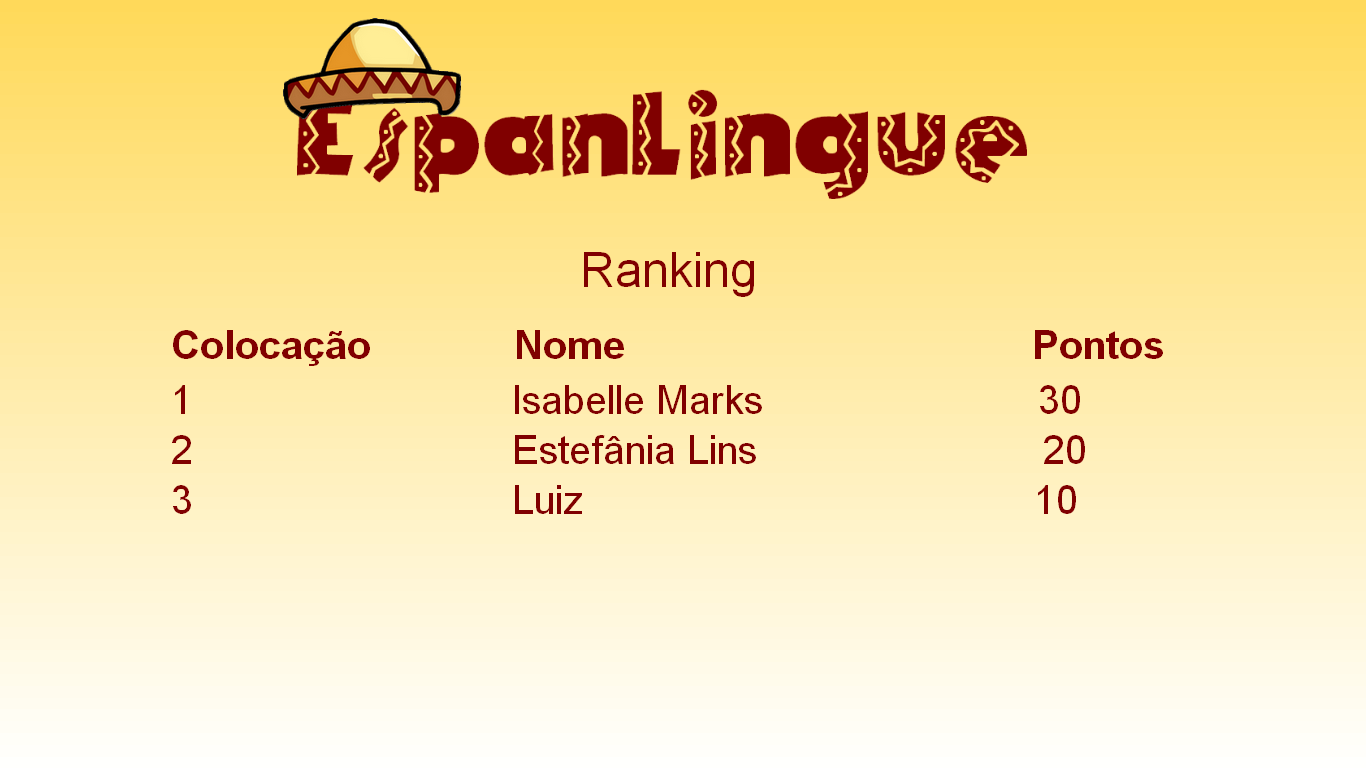 EspanLingue
Ranking
Colocação Nome Pontos
1 Isabelle Marks 30
2 Estefânia Lins 20
3 Luiz 10